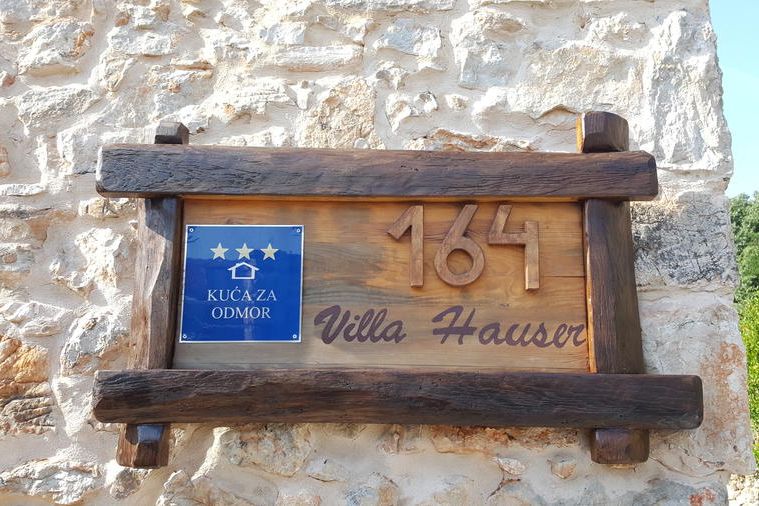 KUĆA ZA
ODMOR
164
Villa Hauser